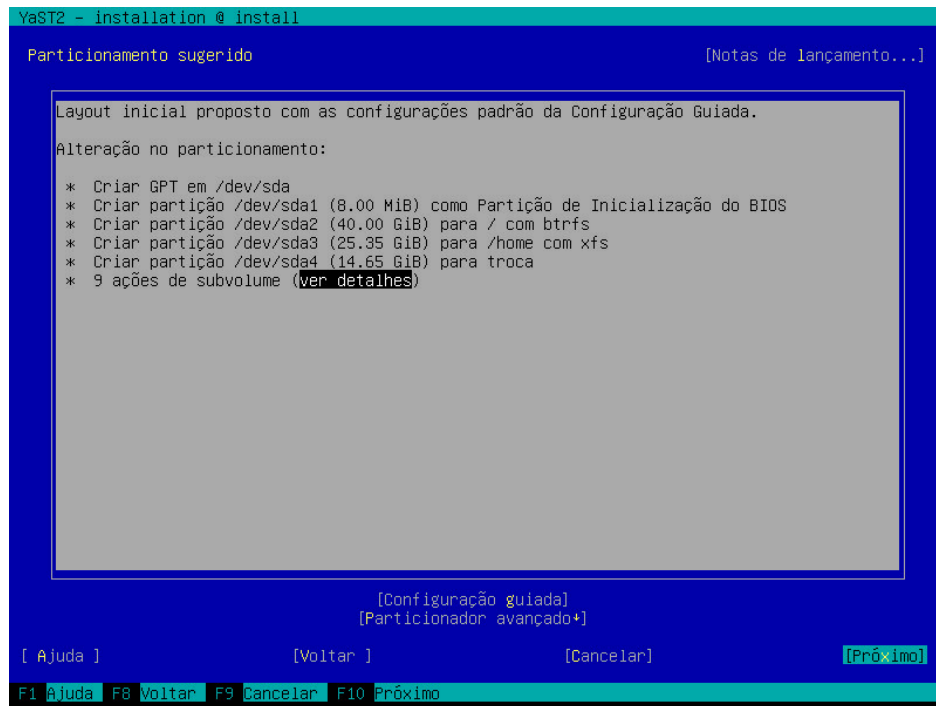 YaST2 - installation @ install
Particionamento sugerido [Notas de lançamento...]
Layout inicial proposto com as configurações padrão da Configuração Guiada.
Alteração no particionamento:
* Criar GPT em /dev/sda
* Criar partição /dev/sda1 (8.00 MiB) como Partição de Inicialização do BIOS
* Criar partição /dev/sda2 (40.00 GiB) para / com btrfs
* Criar partição /dev/sda3 (25.35 GiB) para /home com xfs
* Criar partição /dev/sda4 (14.65 GiB) para troca
* 9 ações de subvolume (ver detalhes)
[Configuração guiada]
[Particionador avançado↓]
[ Ajuda ] [Voltar ] [Cancelar] [Próximo]
F1 Ajuda F8 Voltar F9 Cancelar F10 Próximo